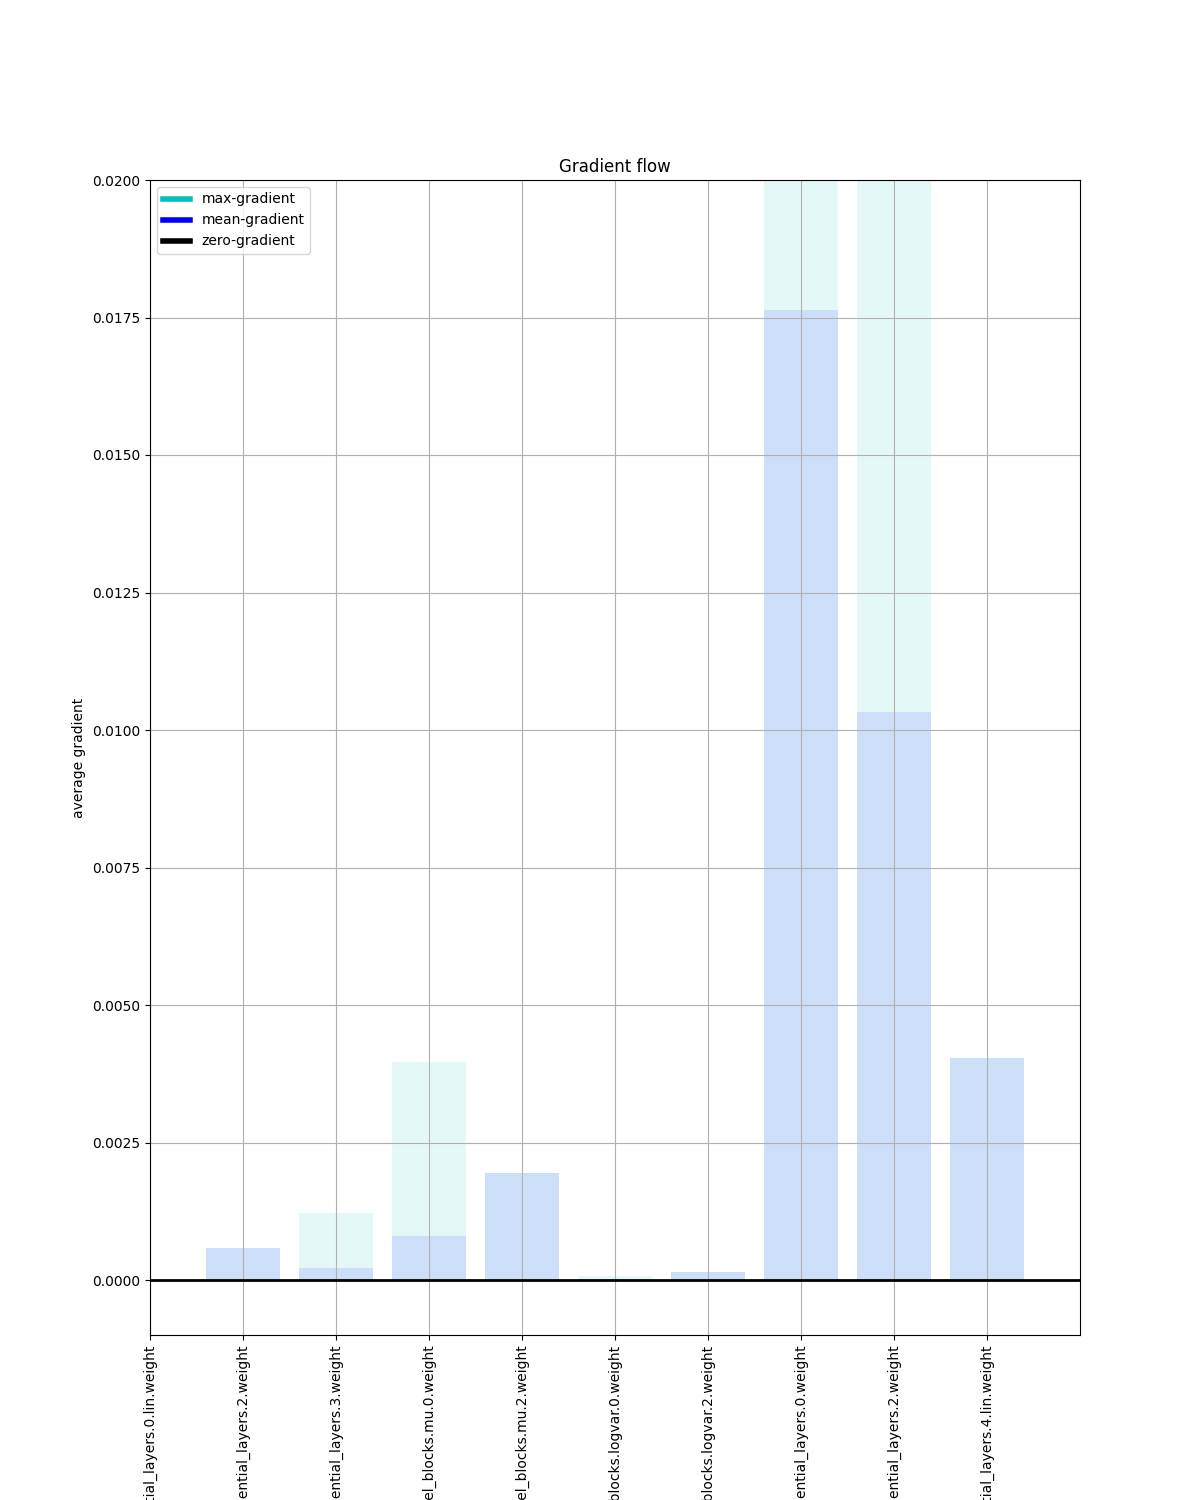 Gradient flow
max-gradient
mean-gradient
zero-gradient
average gradient
0.0200
0.0175
0.0150
0.0125
0.0100
0.0075
0.0050
0.0025
0.0000
tial_layers.0.lin.weight
ential_layers.2.weight
ential_layers.3.weight
el_blocks.mu.0.weight
el_blocks.mu.2.weight
blocks.logvar.0.weight
blocks.logvar.2.weight
ential_layers.0.weight
ential_layers.2.weight
tial_layers.4.lin.weight